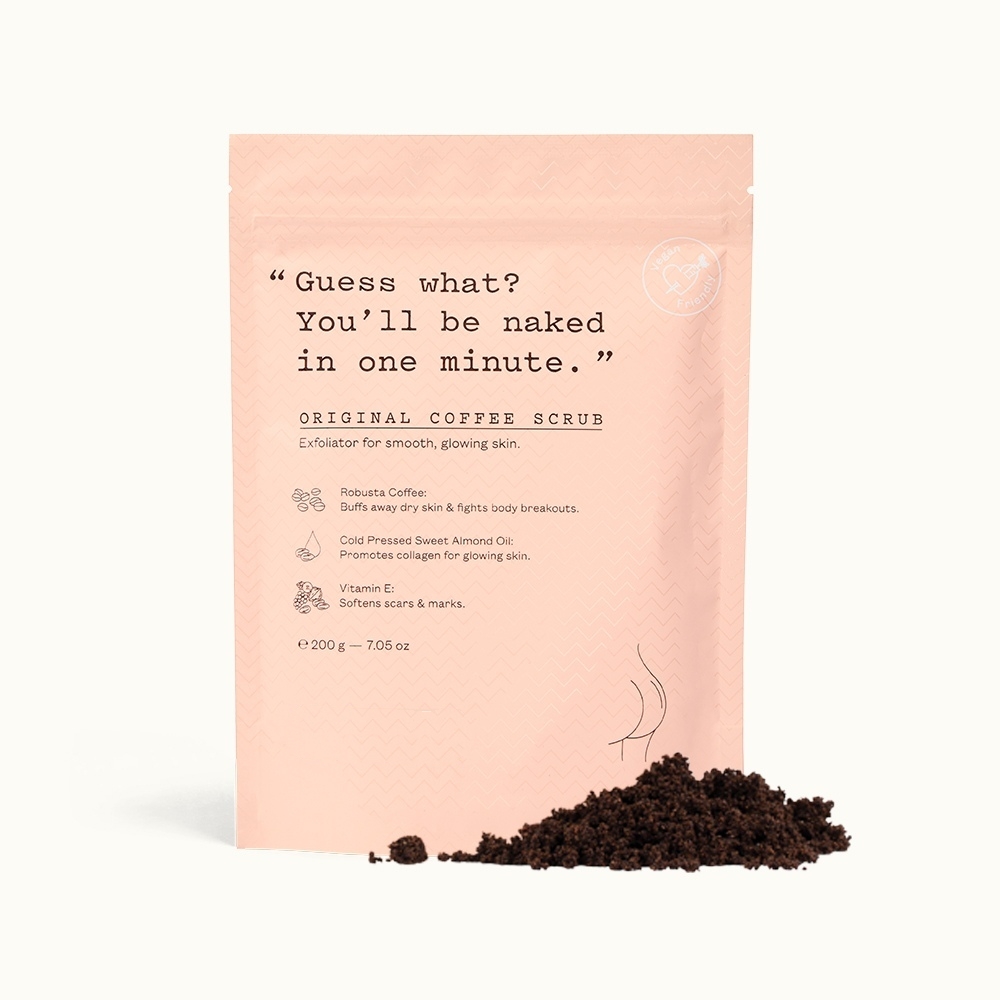 “Guess what?
You’ll be naked
in one minute.”
Vegan
Friendly
ORIGINAL COFFEE SCRUB
Exfoliator for smooth, glowing skin.
Robusta Coffee:
Buffs away dry skin & fights body breakouts.
Cold Pressed Sweet Almond Oil:
Promotes collagen for glowing skin.
Vitamin E:
Softens scars & marks.
℮ 200 g — 7.05 oz